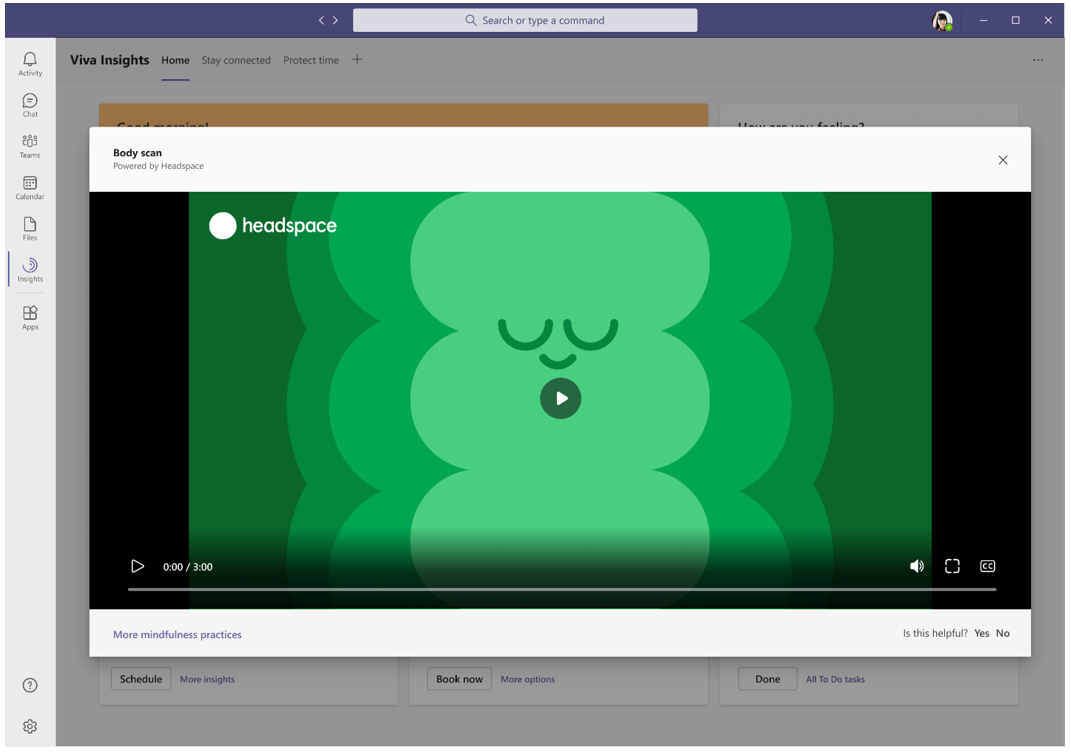 Search or type a command
Viva Insights Home Stay connected Protect time
Activity
Chat
Teams
Calendar
Files
Insights
Apps
Good morning!
How are you feeling?
Body scan
Powered by Headspace
headspace
0:00 / 3:00
CC
More mindfulness practices
Is this helpful? Yes No
Schedule More insights
Book now More options
Done All To Do tasks